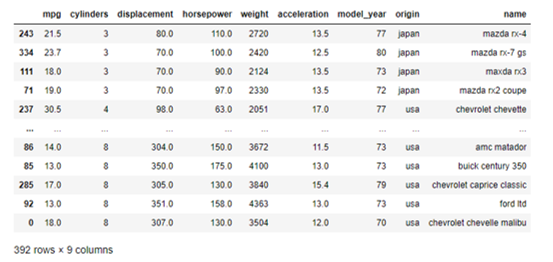 mpg cylinders displacement horsepower weight acceleration model_year origin name
243 21.5 3 80.0 110.0 2720 13.5 77 japan mazda rx-4
334 23.7 3 70.0 100.0 2420 12.5 80 japan mazda rx-7 gs
111 18.0 3 70.0 90.0 2124 13.5 73 japan maxda rx3
71 19.0 3 70.0 97.0 2330 13.5 72 japan mazda rx2 coupe
237 30.5 4 98.0 63.0 2051 17.0 77 usa chevrolet chevette
... ... ... ... ... ... ... ... ... ...
86 14.0 8 304.0 150.0 3672 11.5 73 usa amc matador
85 13.0 8 350.0 175.0 4100 13.0 73 usa buick century 350
285 17.0 8 305.0 130.0 3840 15.4 79 usa chevrolet caprice classic
92 13.0 8 351.0 158.0 4363 13.0 73 usa ford ltd
0 18.0 8 307.0 130.0 3504 12.0 70 usa chevrolet chevelle malibu
392 rows × 9 columns